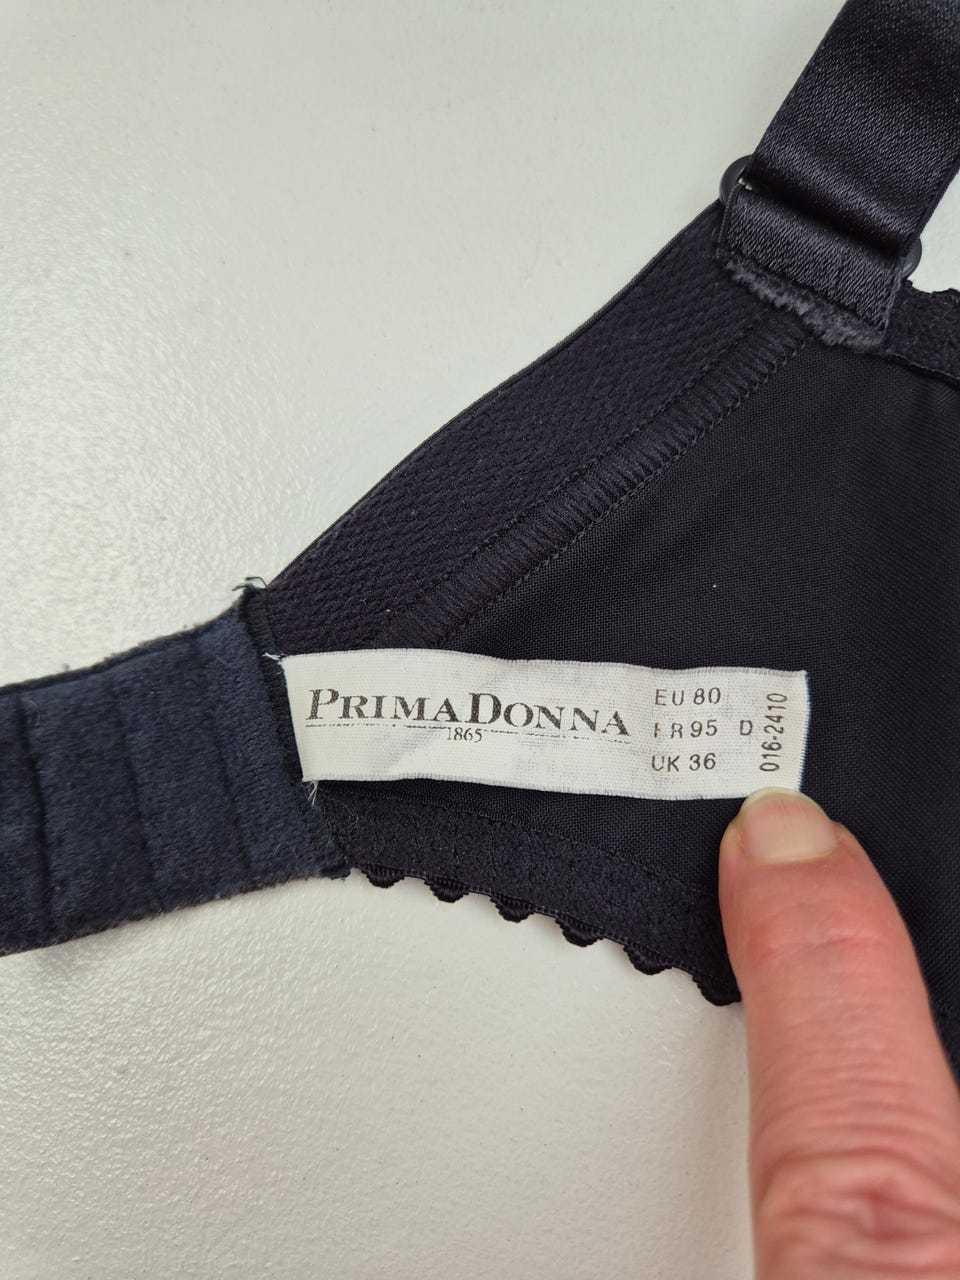 PRIMADONNA
1865
EU 80
FR 95 D
UK 36
016-2410